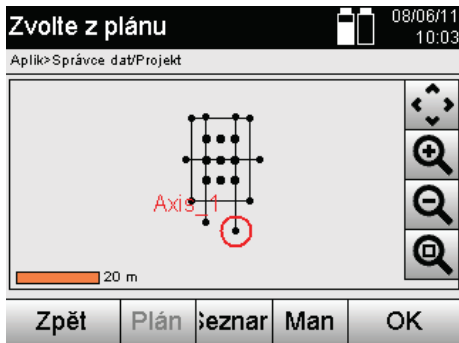 Zvolte z plánu
08/06/11
10:03
Aplik>Správce dat/Projekt
Axis_1
20 m
Zpět
Plán
Seznar
Man
OK